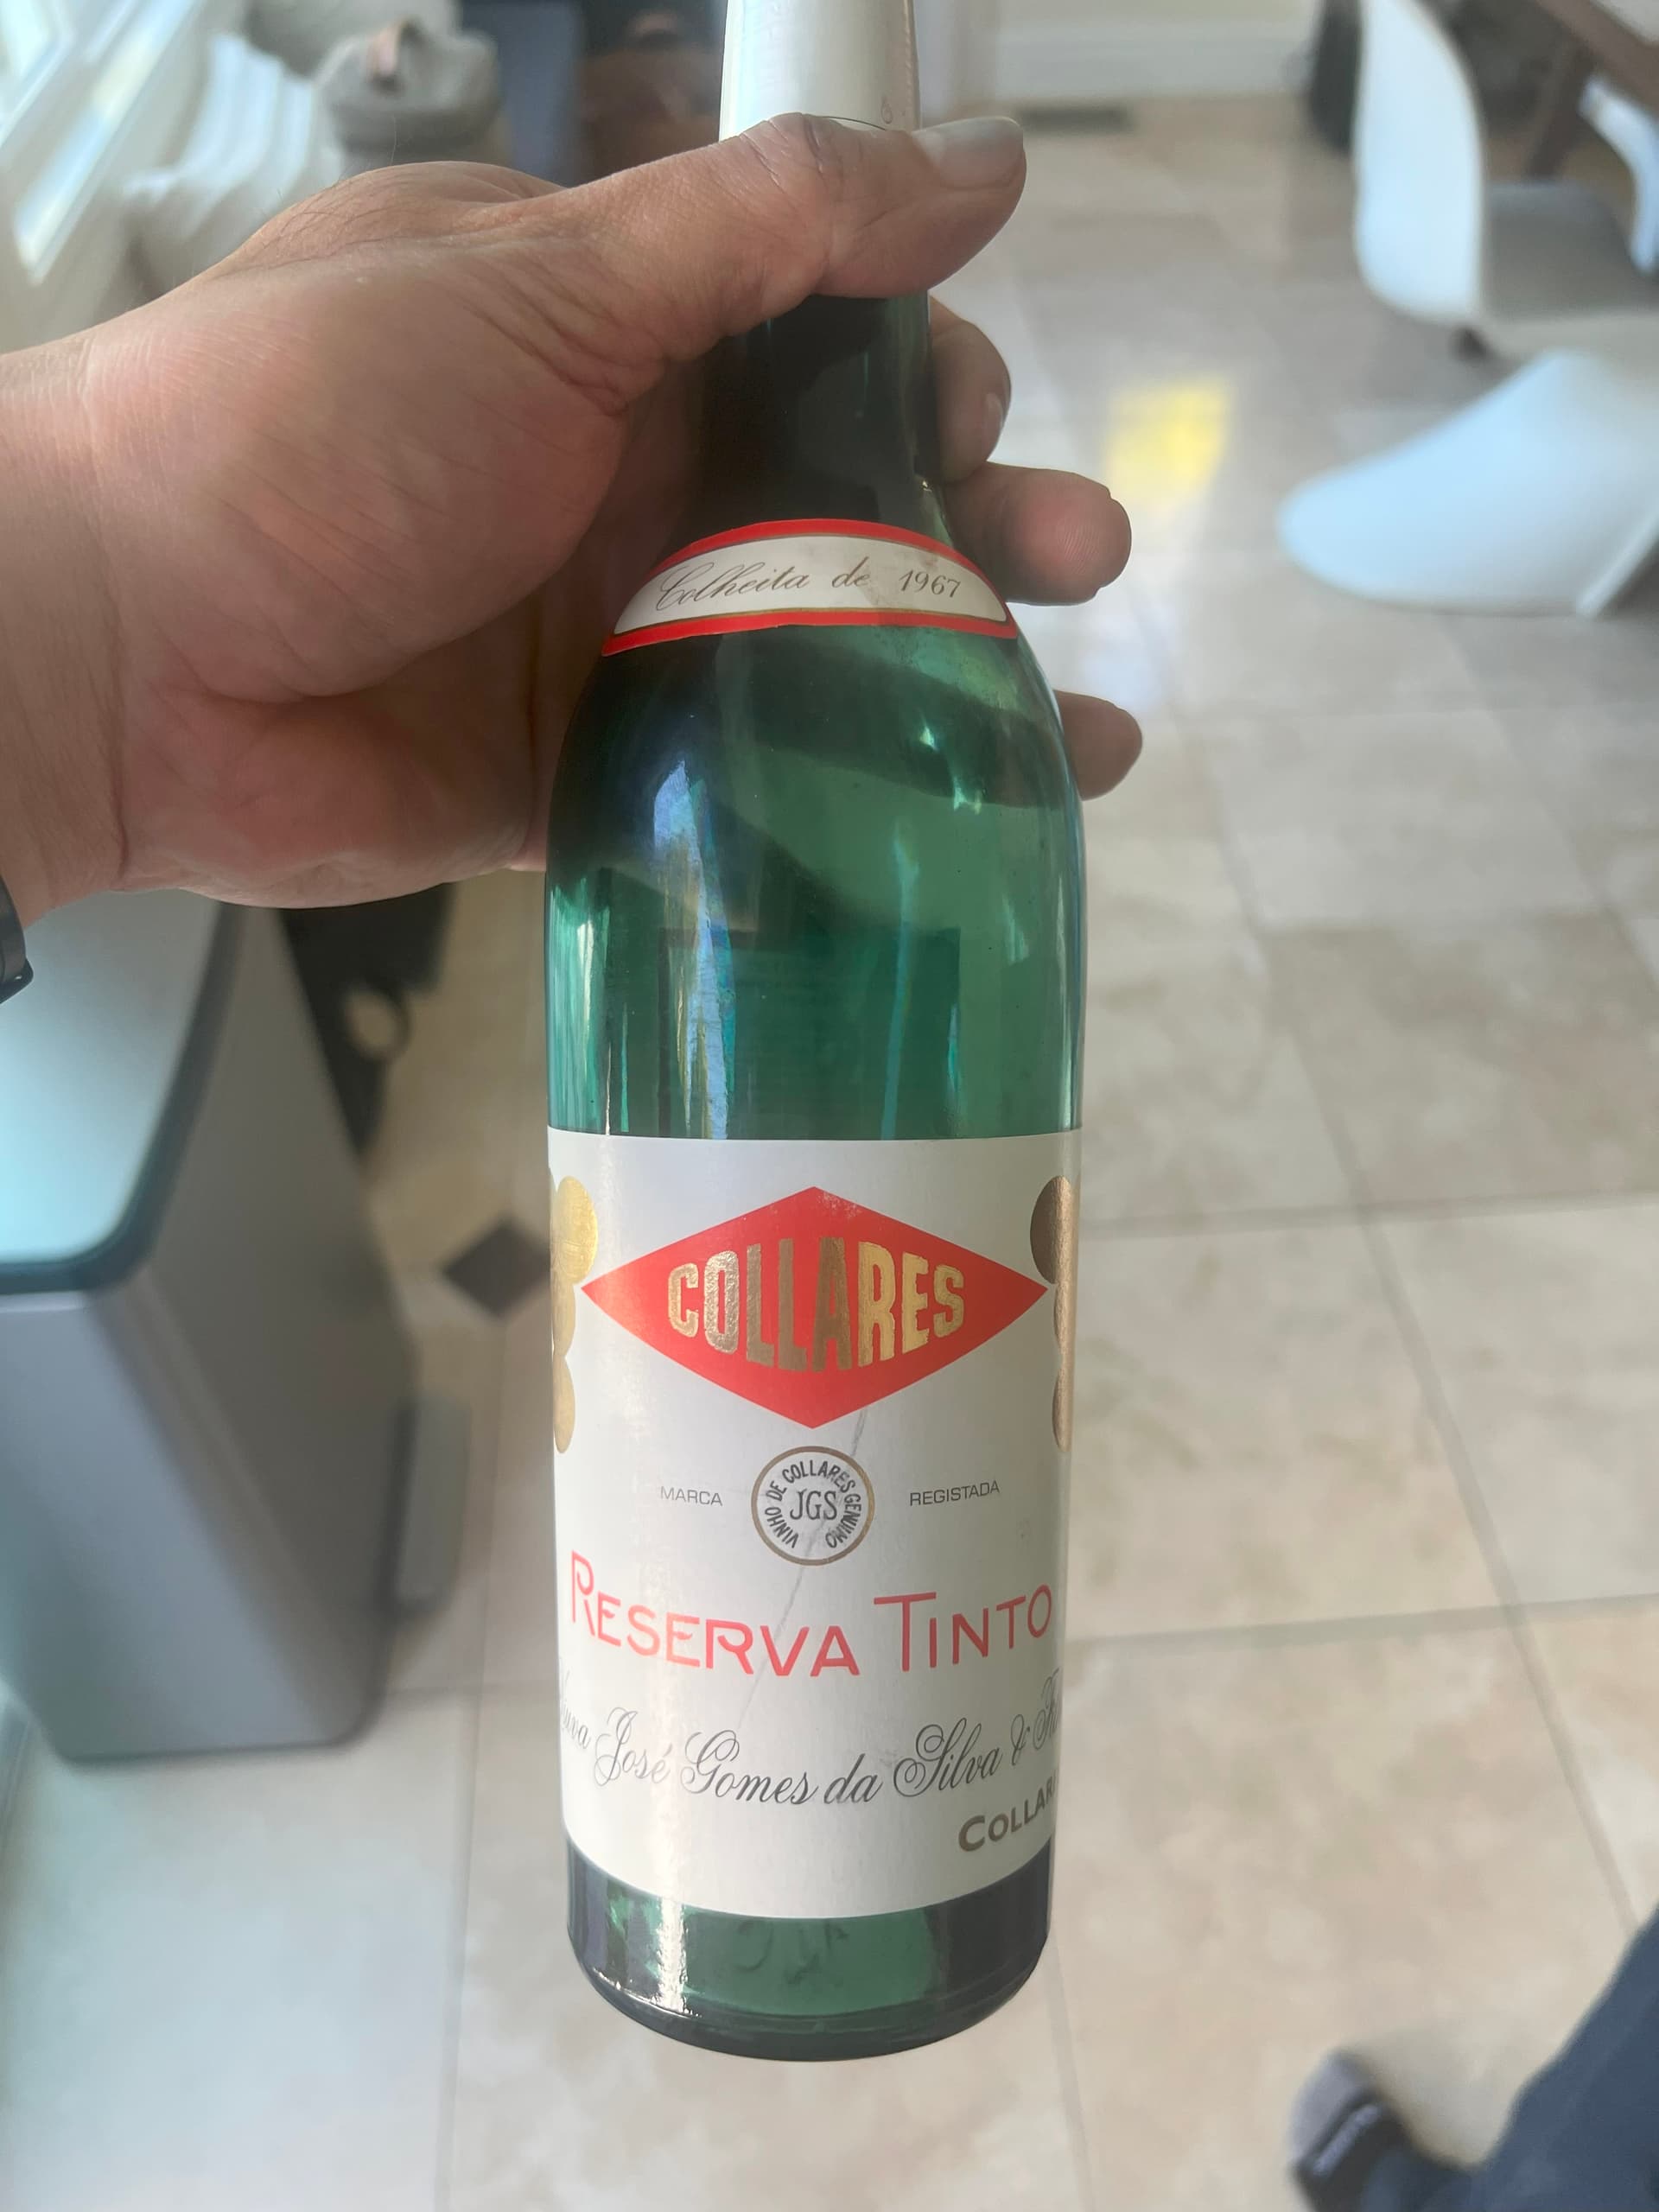 Colheita de 1967
COLLARES
MARCA
VINHO DE COLLARES GENUINO
JGS
REGISTADA
RESERVA TINTO
José Gomes da Silva &